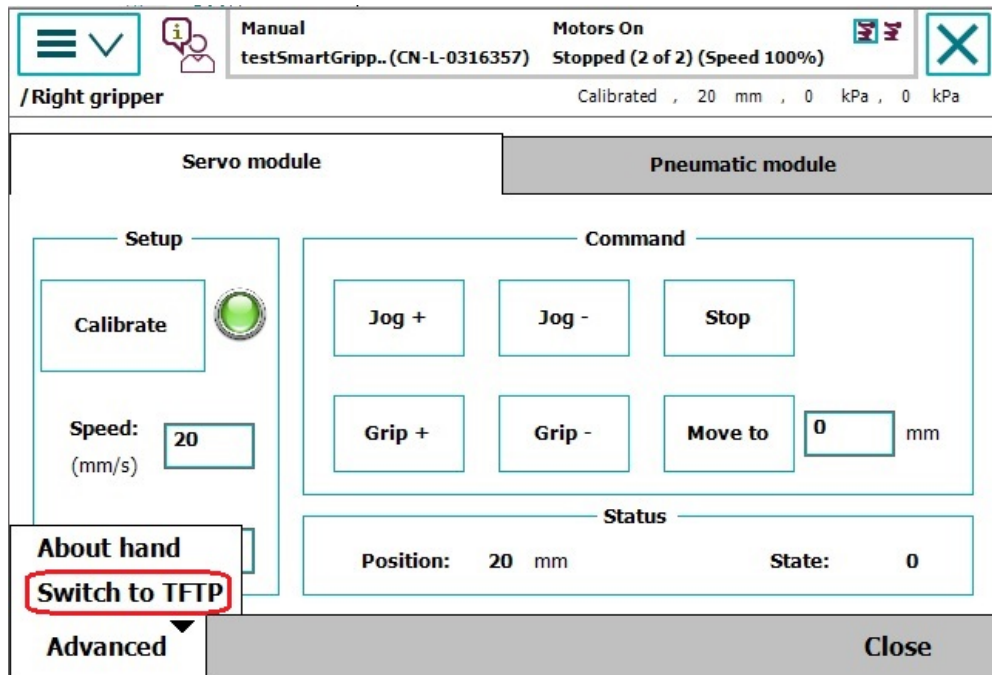 Manual
Motors On
testSmartGripp..(CN-L-0316357)
Stopped (2 of 2) (Speed 100%)
/Right gripper
Calibrated , 20 mm , 0 kPa , 0 kPa
Servo module
Pneumatic module
Setup
Command
Calibrate
Jog +
Jog -
Stop
Speed:
20
(mm/s)
Grip +
Grip -
Move to
0
mm
Status
Position: 20 mm
State: 0
About hand
Switch to TFTP
Advanced
Close